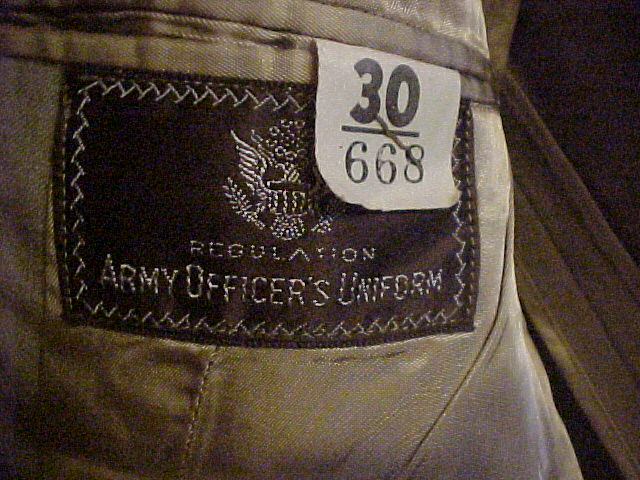 30
668
REGULATION
ARMY OFFICER'S UNIFORM